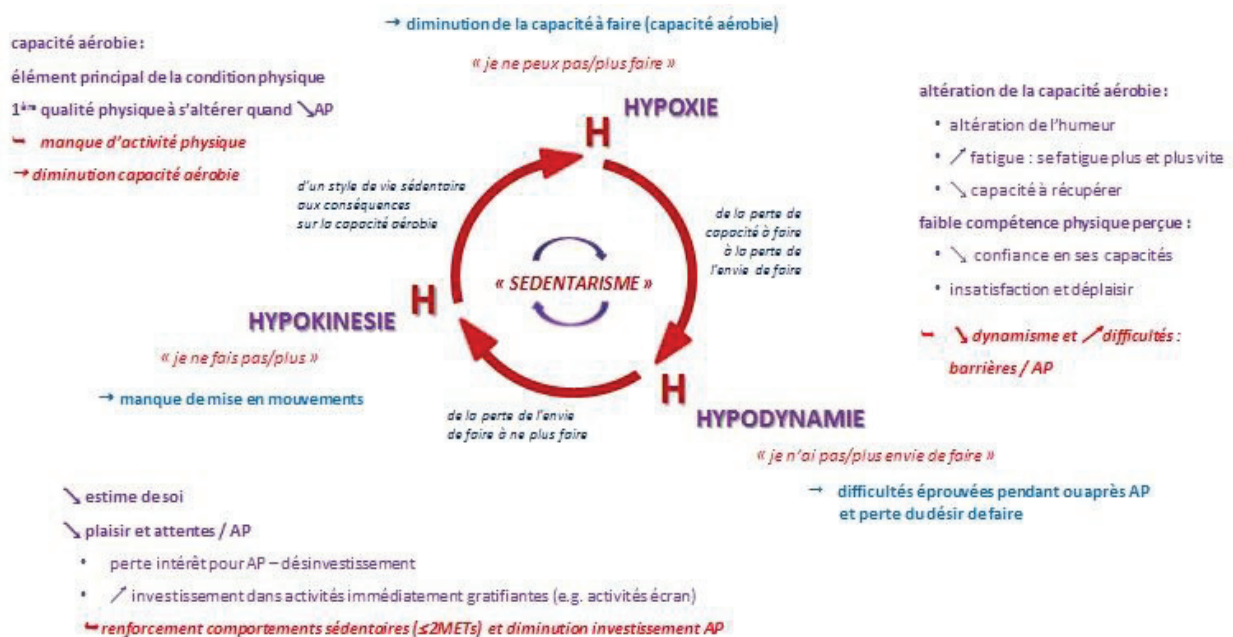 → diminution de la capacité à faire (capacité aérobie)
« je ne peux pas/plus faire »
HYPOXIE
H
capacité aérobie :
élément principal de la condition physique
1ère qualité physique à s'altérer quand ↘AP
↪ manque d'activité physique
→ diminution capacité aérobie
d'un style de vie sédentaire
aux conséquences
sur la capacité aérobie
altération de la capacité aérobie :
• altération de l'humeur
• ↗ fatigue : se fatigue plus et plus vite
• ↘ capacité à récupérer
faible compétence physique perçue :
• ↘ confiance en ses capacités
• insatisfaction et déplaisir
↪ ↘ dynamisme et ↗ difficultés :
barrières / AP
de la perte de
capacité à faire
à la perte de
l'envie de faire
« SEDENTARISME »
H
HYPOKINESIE
« je ne fais pas/plus »
→ manque de mise en mouvements
de la perte de l'envie
de faire à ne plus faire
H
HYPODYNAMIE
« je n'ai pas/plus envie de faire »
→ difficultés éprouvées pendant ou après AP
et perte du désir de faire
↘ estime de soi
↘ plaisir et attentes / AP
• perte intérêt pour AP – désinvestissement
• ↗ investissement dans activités immédiatement gratifiantes (e.g. activités écran)
↪ renforcement comportements sédentaires (≤2METs) et diminution investissement AP